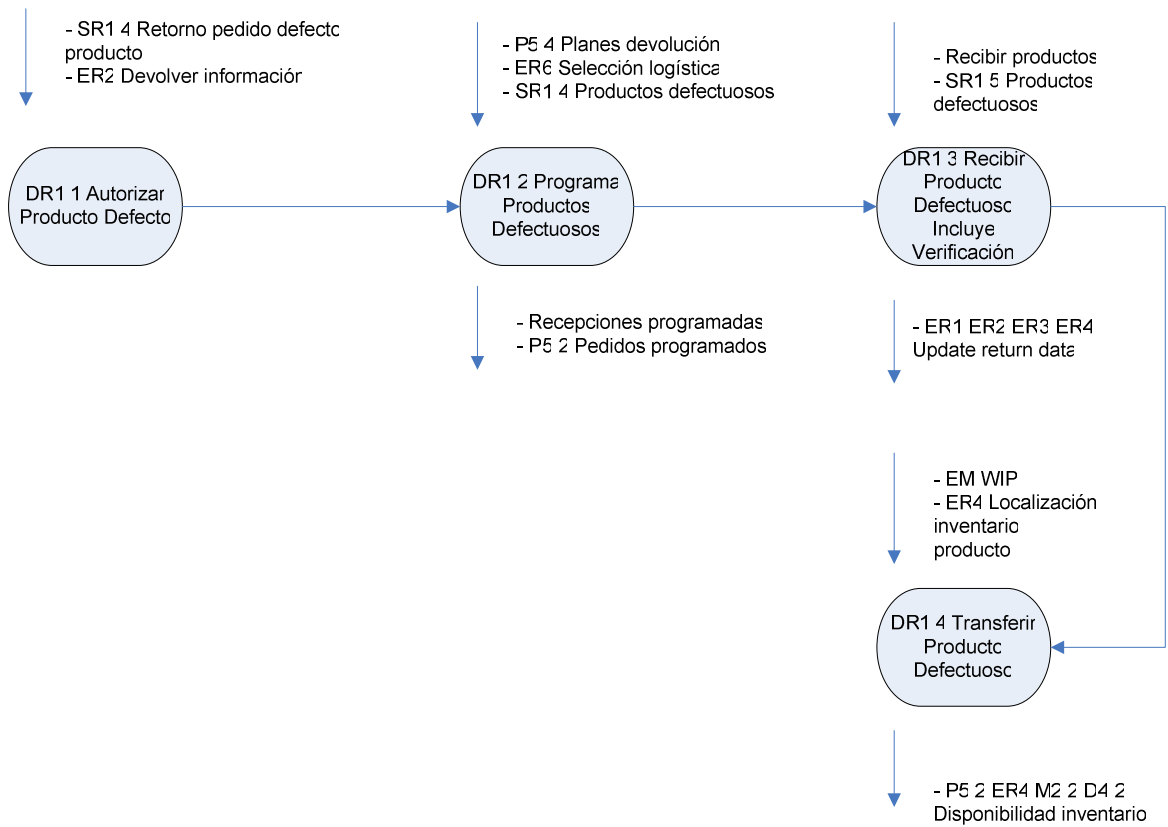 - SR1 4 Retorno pedido defecto
producto
- ER2 Devolver información
- P5 4 Planes devolución
- ER6 Selección logística
- SR1 4 Productos defectuosos
- Recibir productos
- SR1 5 Productos
defectuosos
DR1 1 Autorizar
Producto Defecto
DR1 2 Programa
Productos
Defectuosos
DR1 3 Recibir
Producto
Defectuoso
Incluye
Verificación
- Recepciones programadas
- P5 2 Pedidos programados
- ER1 ER2 ER3 ER4
Update return data
- EM WIP
- ER4 Localización
inventario
producto
DR1 4 Transferir
Producto
Defectuoso
- P5 2 ER4 M2 2 D4 2
Disponibilidad inventario